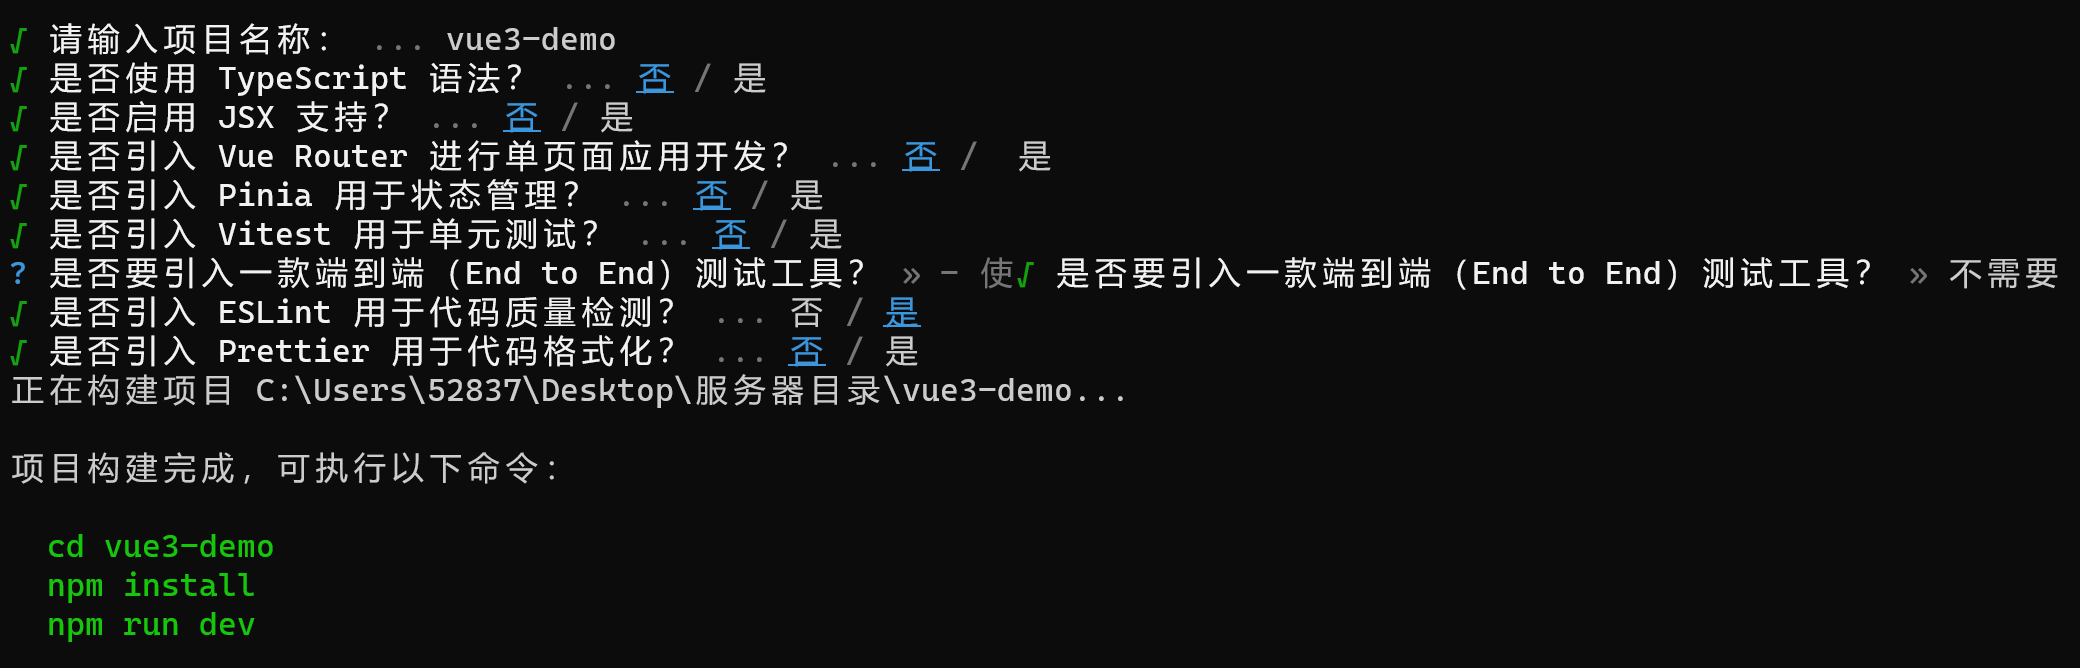 √ 请输入项目名称： ... vue3-demo
√ 是否使用 TypeScript 语法？ ... 否 / 是
√ 是否启用 JSX 支持？ ... 否 / 是
√ 是否引入 Vue Router 进行单页面应用开发？ ... 否 /  是
√ 是否引入 Pinia 用于状态管理？ ... 否 / 是
√ 是否引入 Vitest 用于单元测试？ ... 否 / 是
? 是否要引入一款端到端（End to End）测试工具？ » - 使√ 是否要引入一款端到端（End to End）测试工具？ » 不需要
√ 是否引入 ESLint 用于代码质量检测？ ... 否 / 是
√ 是否引入 Prettier 用于代码格式化？ ... 否 / 是
正在构建项目 C:\Users\52837\Desktop\服务器目录\vue3-demo...
项目构建完成，可执行以下命令：
cd vue3-demo
npm install
npm run dev